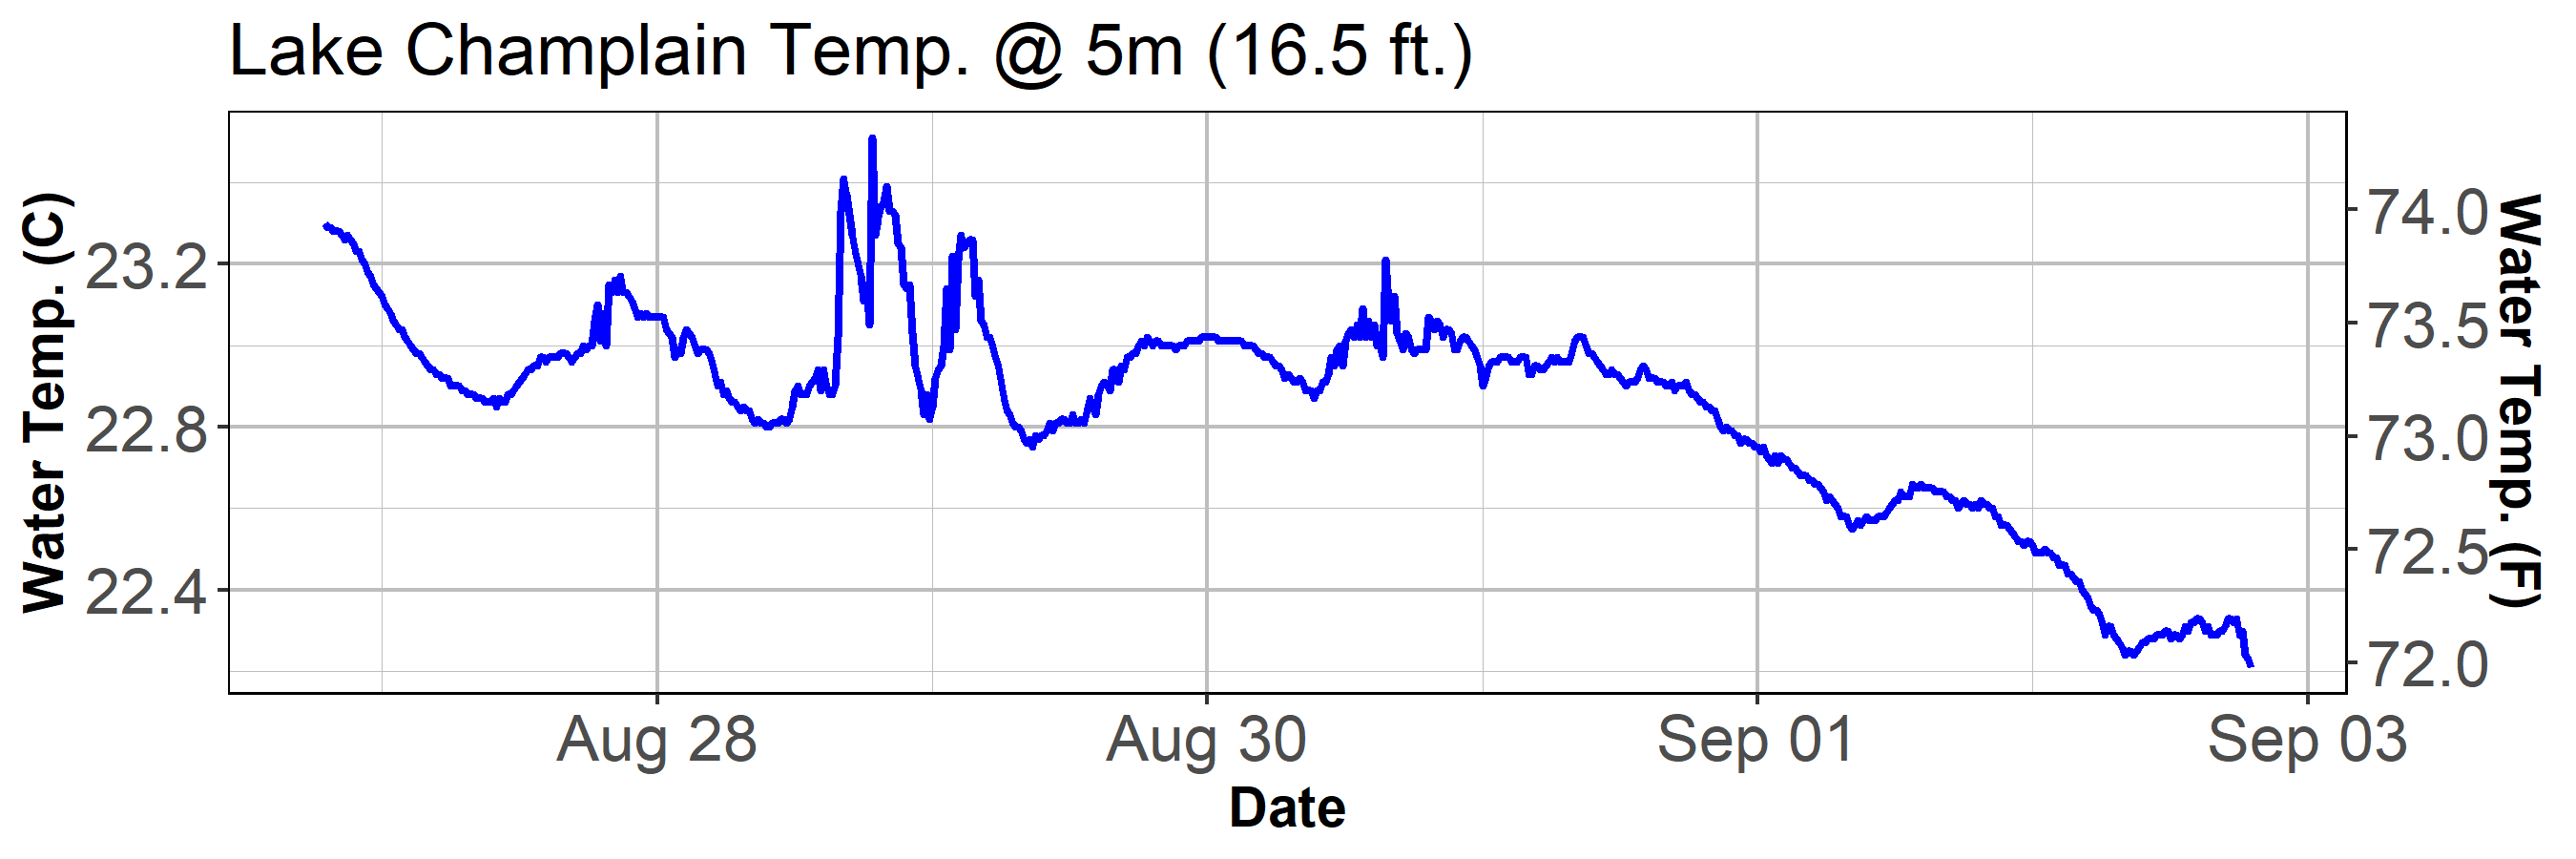 Lake Champlain Temp. @ 5m (16.5 ft.)
Water Temp. (C)
23.2
22.8
22.4
74.0
73.5
73.0
72.5
72.0
Water Temp. (F)
Aug 28
Aug 30
Sep 01
Sep 03
Date